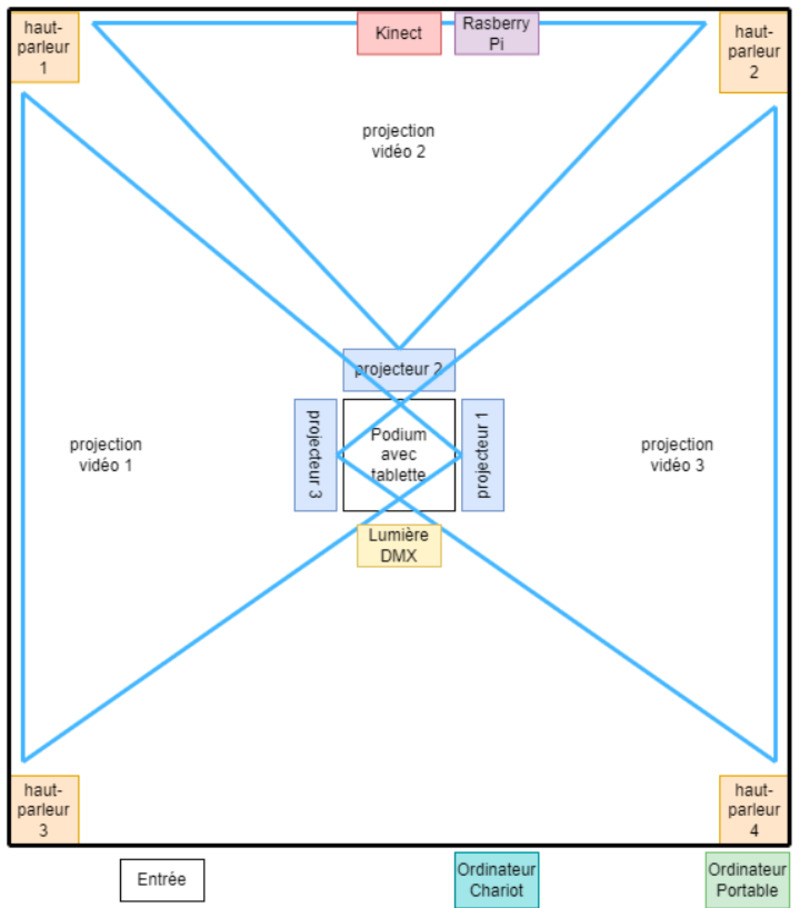 haut-
parleur
1
Kinect
Rasberry
Pi
haut-
parleur
2
projection
vidéo 2
projecteur 2
projecteur 3
Podium
avec
tablette
projecteur 1
projection
vidéo 1
projection
vidéo 3
Lumière
DMX
haut-
parleur
3
haut-
parleur
4
Entrée
Ordinateur
Chariot
Ordinateur
Portable